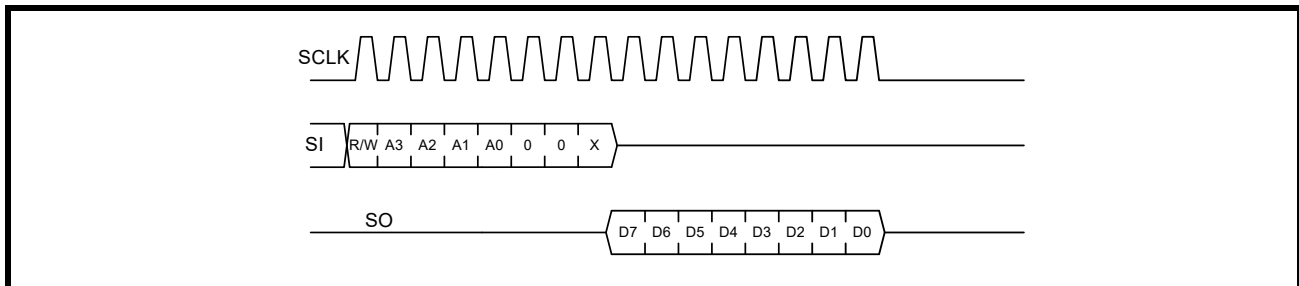 SCLK
SI R/W A3 A2 A1 A0 0 0 X
SO
D7 D6 D5 D4 D3 D2 D1 D0